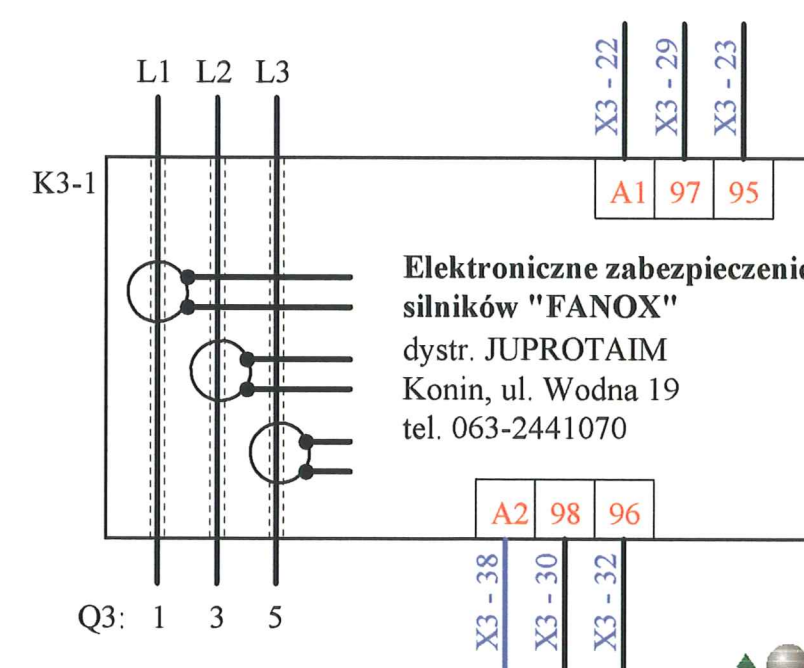 X3 - 22
X3 - 29
X3 - 23
L1 L2 L3
K3-1
A1 97 95
Elektroniczne zabezpieczenie
silników "FANOX"
dystr. JUPROTAIM
Konin, ul. Wodna 19
tel. 063-2441070
A2 98 96
X3 - 38
X3 - 30
X3 - 32
Q3: 1 3 5